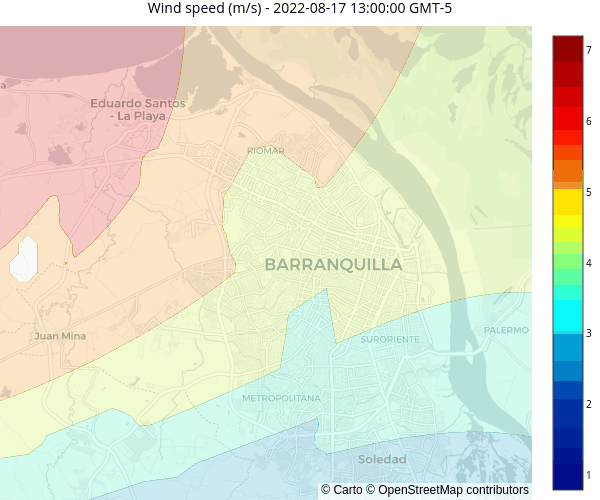 Wind speed (m/s) - 2022-08-17 13:00:00 GMT-5
a
Eduardo Santos
- La Playa
RIOMAR
BARRANQUILLA
Juan Mina
SURORIENTE
PALERMO
METROPOLITANA
Soledad
© Carto © OpenStreetMap contributors
7
6
5
4
3
2
1